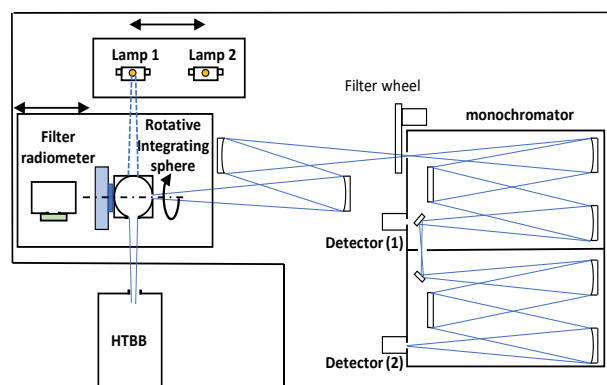 Lamp 1 Lamp 2
Filter wheel
monochromator
Filter
radiometer
Rotative
Integrating
sphere
Detector (1)
HTBB
Detector (2)